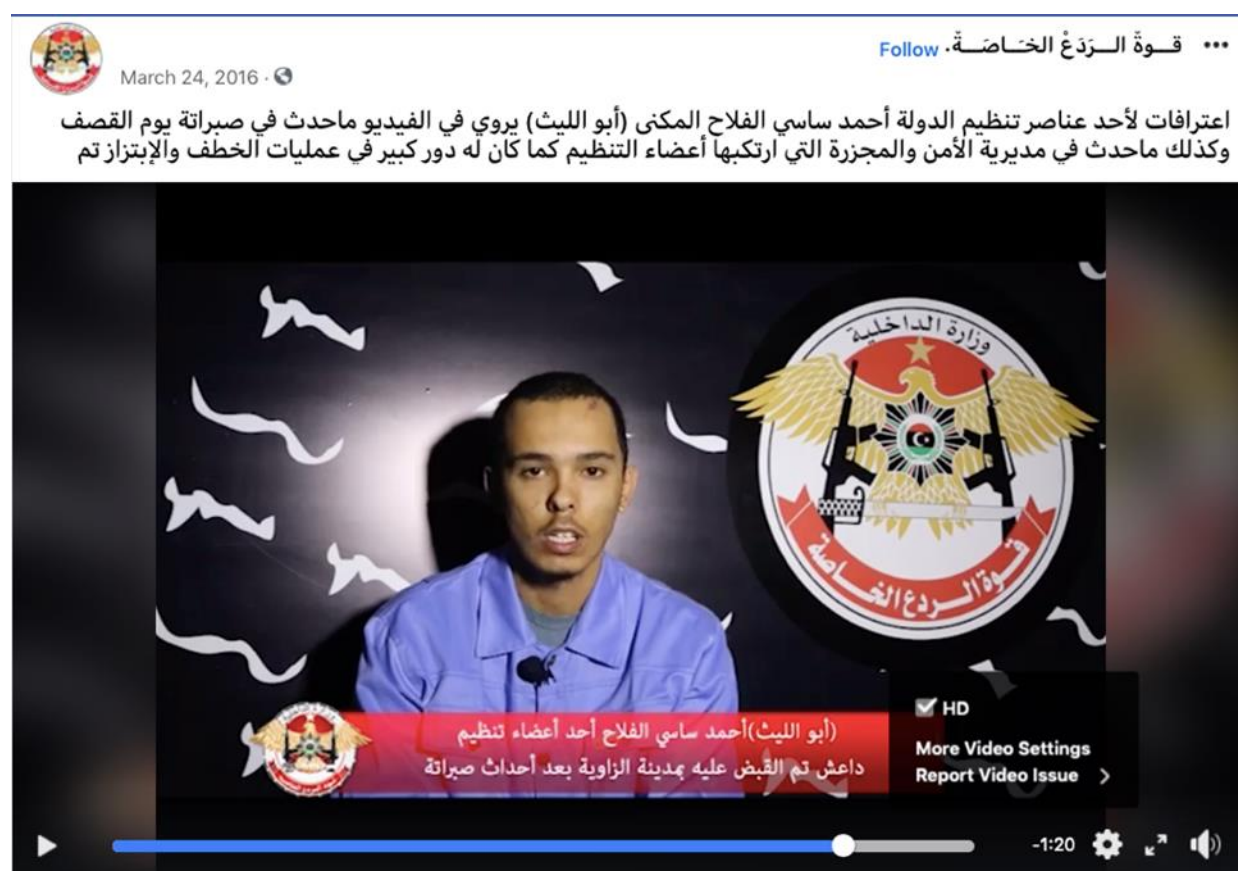 قــوةّ الــرَدَعْ الخَـاصَــةّ. Follow
March 24, 2016
اعترافات لأحد عناصر تنظيم الدولة أحمد ساسي الفلاح المكنى (أبو الليث) يروي في الفيديو ماحدث في صبراتة يوم القصف
وكذلك ماحدث في مديرية الأمن والمجزرة التي ارتكبها أعضاء التنظيم كما كان له دور كبير في عمليات الخطف والإبتزاز تم
وزارة الداخلية
قوة الردع الخاصة
(أبو الليث)أحمد ساسي الفلاح أحد أعضاء تنظيم
داعش تم القبض عليه بمدينة الزاوية بعد أحداث صبراتة
HD
More Video Settings
Report Video Issue
-1:20